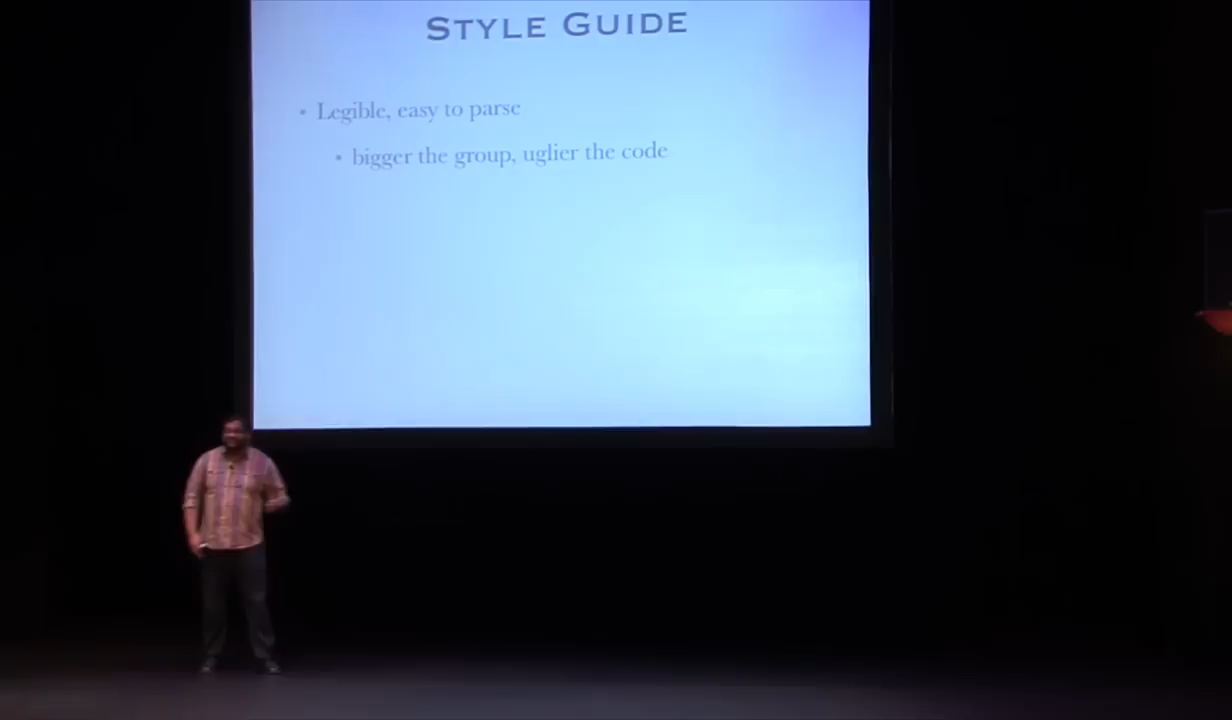 STYLE GUIDE
• Legible, easy to parse
• bigger the group, uglier the code